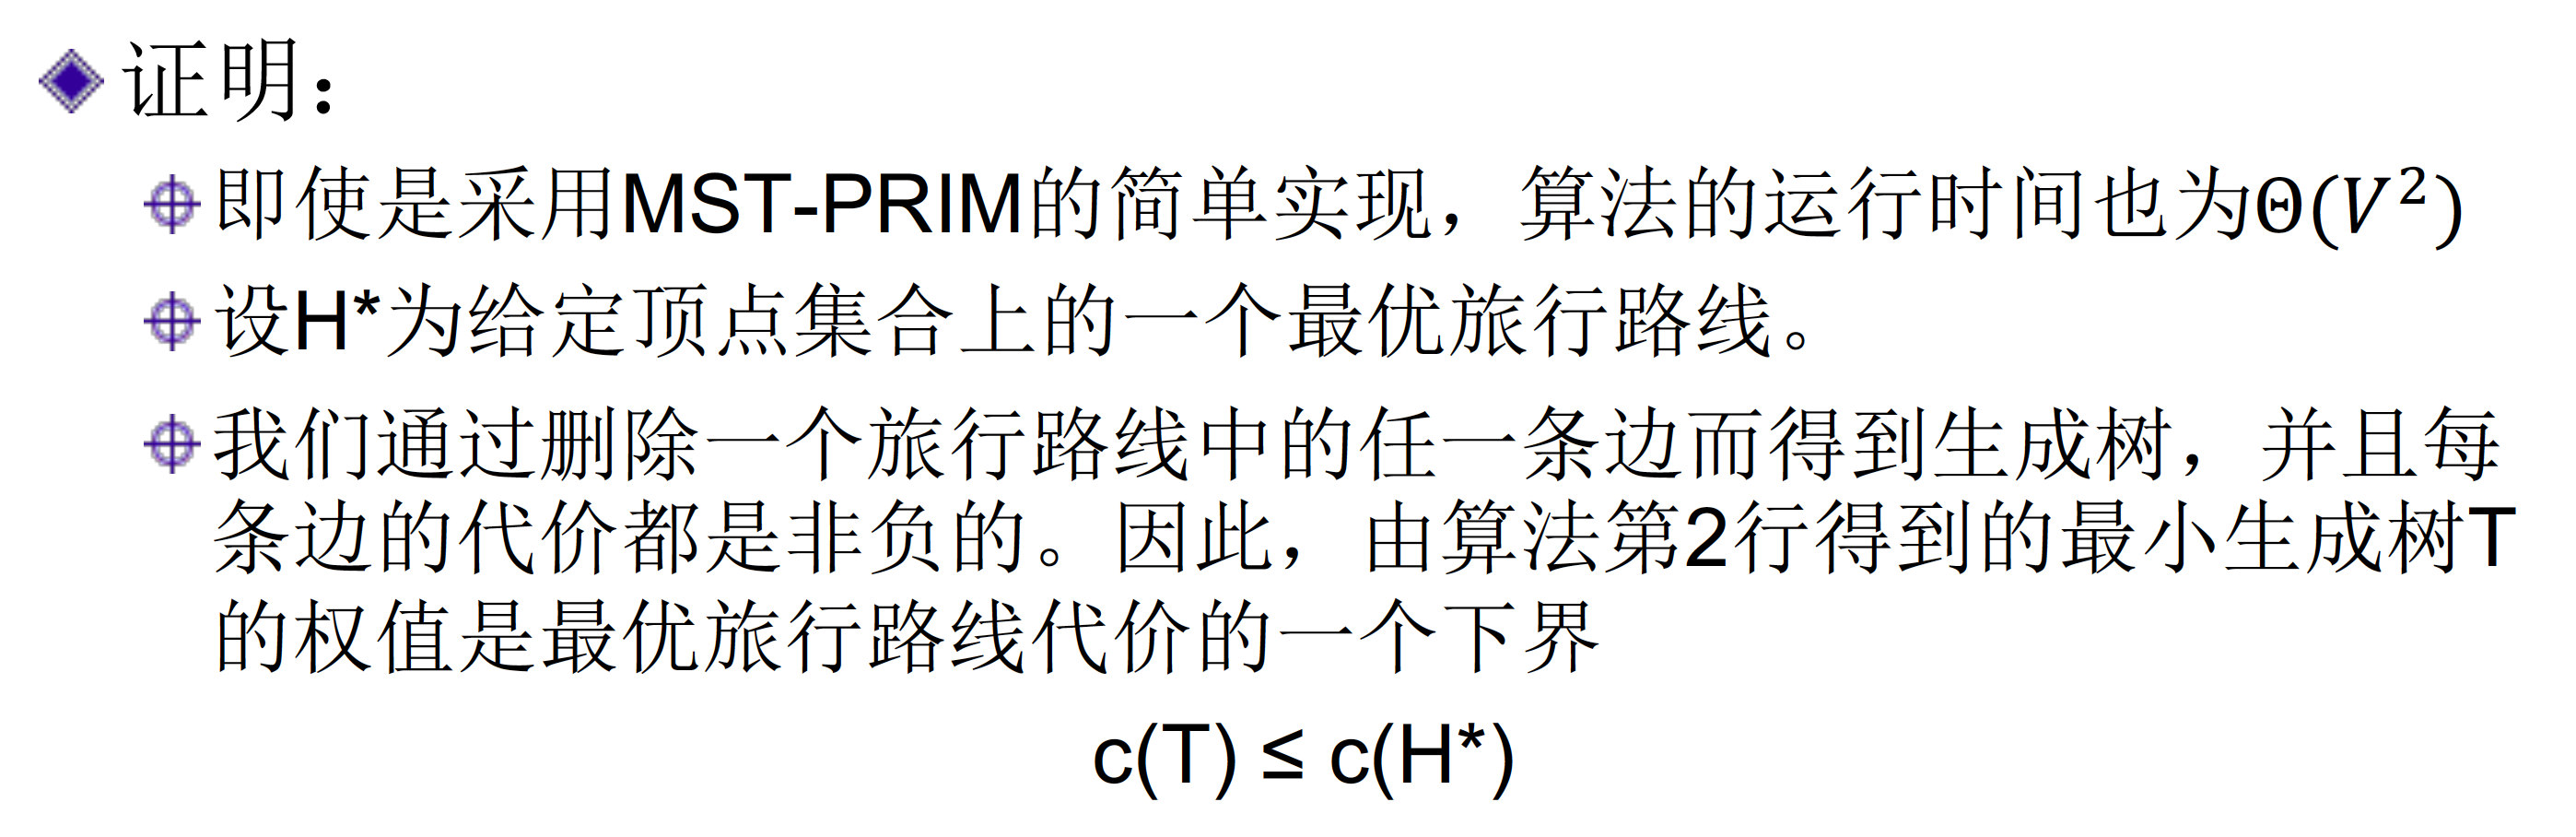 证明：
即使是采用MST-PRIM的简单实现，算法的运行时间也为Θ(V²)
设H*为给定顶点集合上的一个最优旅行路线。
我们通过删除一个旅行路线中的任一条边而得到生成树，并且每
条边的代价都是非负的。因此，由算法第2行得到的最小生成树T
的权值是最优旅行路线代价的一个下界
c(T) ≤ c(H*)